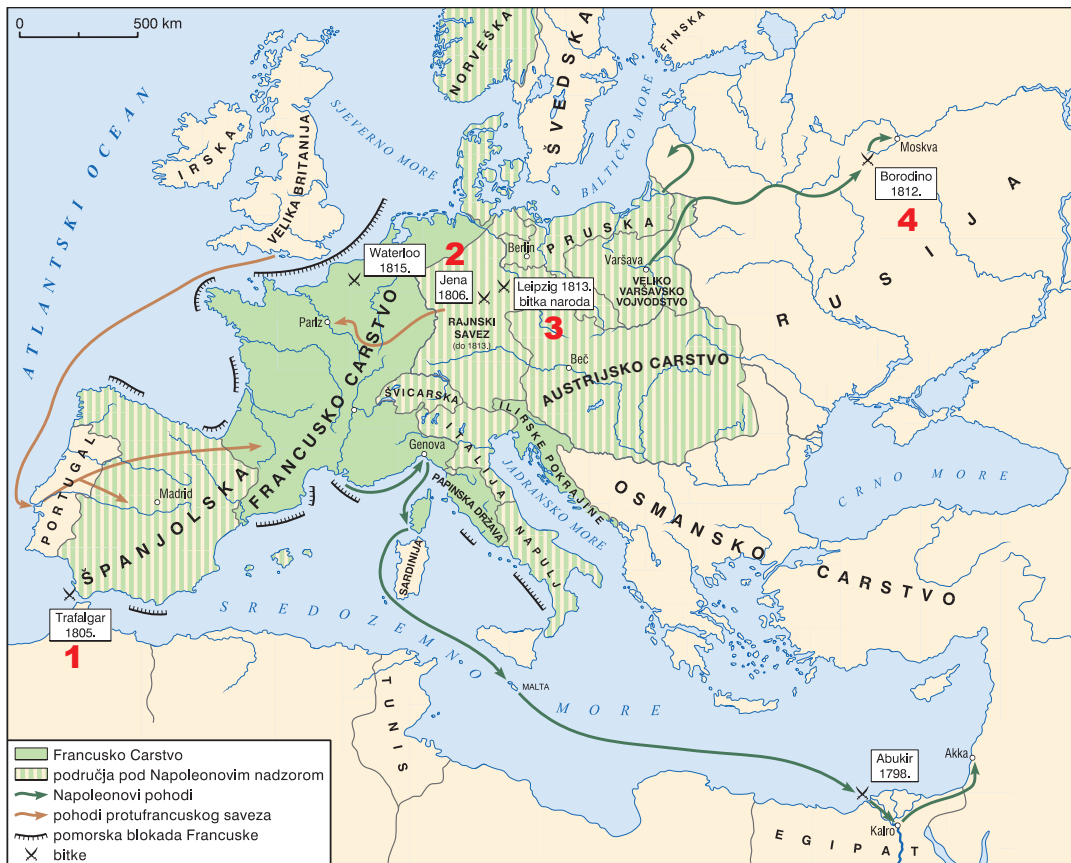 0 500 km
NORVEŠKA
ŠVEDSKA
FINSKA
ATLANTSKI OCEAN
IRSKA
VELIKA BRITANIJA
SJEVERNO MORE
BALTIČKO MORE
Moskva
Borodino
1812.
4
RUSIJA
Waterloo
1815.
2
Jena
1806.
Berlin
PRUSKA
Leipzig 1813.
bitka naroda
3
Varšava
VELIKO
VARŠAVSKO
VOJVODSTVO
Pariz
RAJNSKI
SAVEZ
(do 1813.)
Beč
AUSTRIJSKO CARSTVO
FRANCUSKO CARSTVO
ŠVICARSKA
ITALIJA
ILIRSKE POKRAJINE
Genova
PAPINSKA DRŽAVA
JADRANSKO MORE
NAPULJ
SARDINIJA
PORTUGAL
Madrid
ŠPANJOLSKA
OSMANSKO
CARSTVO
CRNO MORE
Trafalgar
1805.
1
SREDOZEMNO
MORE
MALTA
TUNIS
Abukir
1798.
Akka
Kairo
EGIPAT
Francusko Carstvo
područja pod Napoleonovim nadzorom
Napoleonovi pohodi
pohodi protufrancuskog saveza
pomorska blokada Francuske
bitke